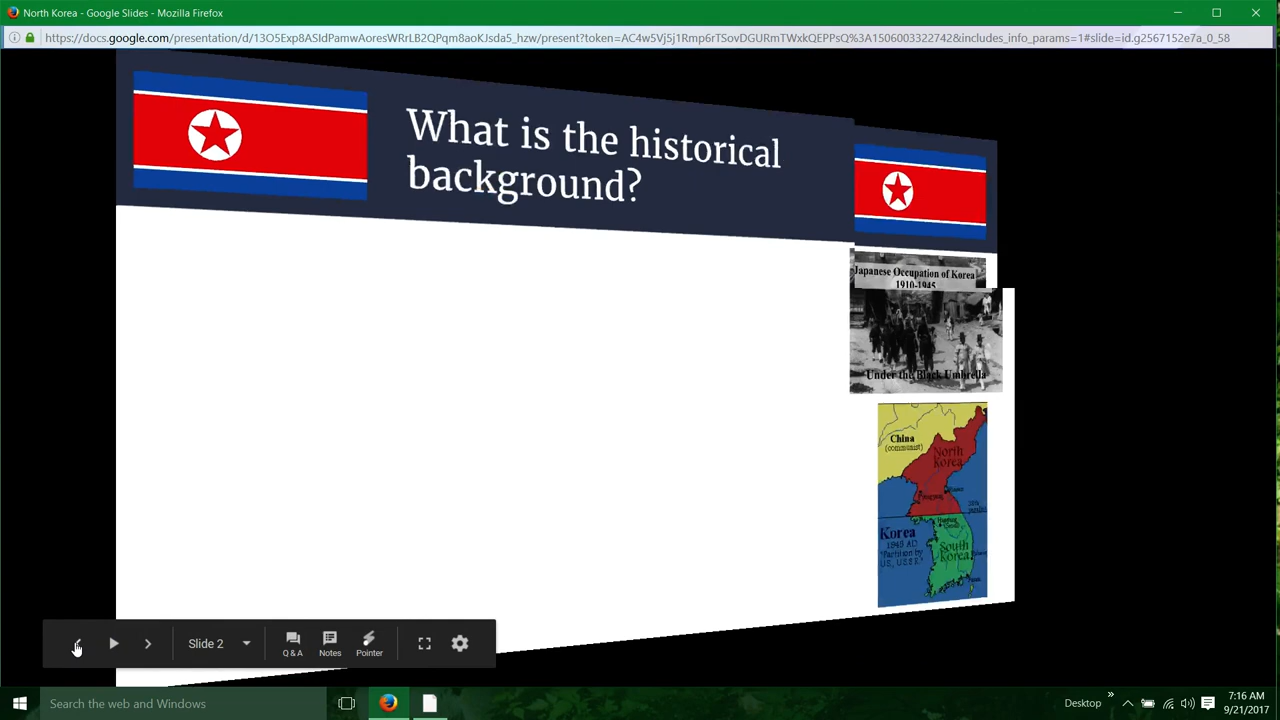 North Korea - Google Slides - Mozilla Firefox
https://docs.google.com/presentation/d/13O5Exp8ASIdPamwAoresWRrLB2QPqm8aoKJsda5_hzw/present?token=AC4w5Vj5j1Rmp6rTSovDGURmTWxkQEPPsQ%3A1506003322742&includes_info_params=1#slide=id.g2567152e7a_0_58
What is the historical
background?
Japanese Occupation of Korea
1910-1945
Under the Black Umbrella
China
(communist)
North
Korea
Korea
1945 AD
"Partition by
US, USSR"
South
Korea
Slide 2
Q & A
Notes
Pointer
Search the web and Windows
Desktop
7:16 AM
9/21/2017